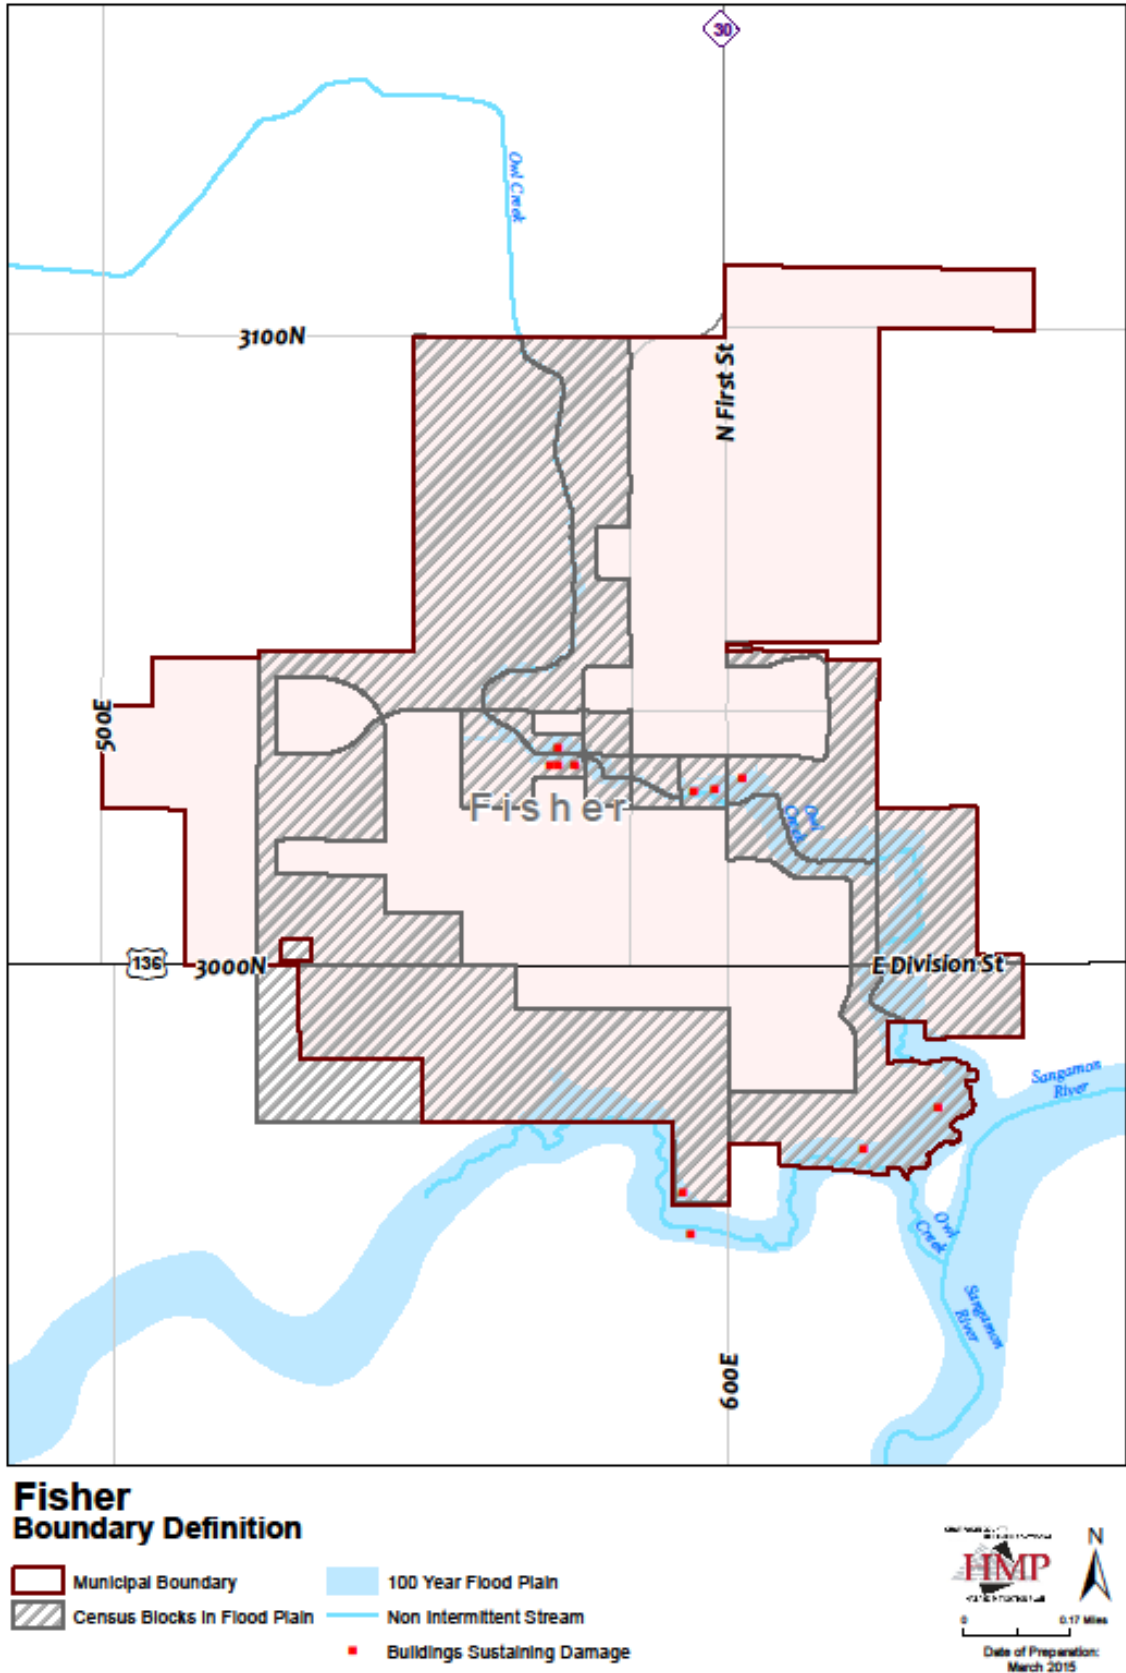 30
Owl Creek
3100N
N First St
500E
Fisher
Owl
Creek
136
3000N
E Division St
Sangamon
River
Owl
Creek
Sangamon
River
600E
Fisher
Boundary Definition
Municipal Boundary
100 Year Flood Plain
Census Blocks In Flood Plain
Non Intermittent Stream
Buildings Sustaining Damage
HMP
N
0
0.17 Miles
Date of Preparation:
March 2015